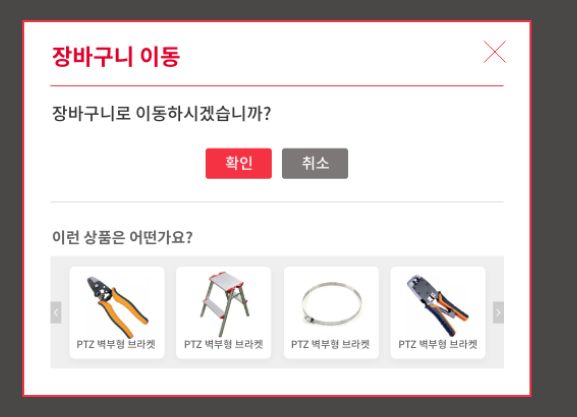 장바구니 이동
장바구니로 이동하시겠습니까?
확인 취소
이런 상품은 어떤가요?
PTZ 벽부형 브라켓 PTZ 벽부형 브라켓 PTZ 벽부형 브라켓 PTZ 벽부형 브라켓